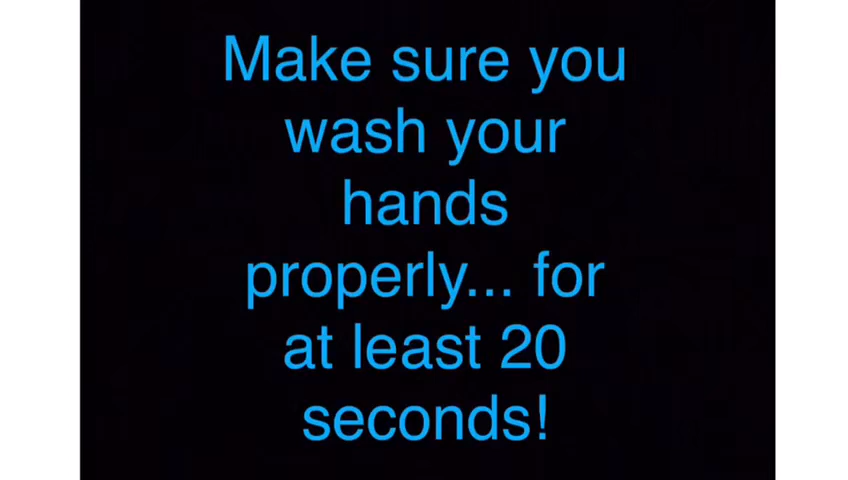 Make sure you
wash your
hands
properly... for
at least 20
seconds!